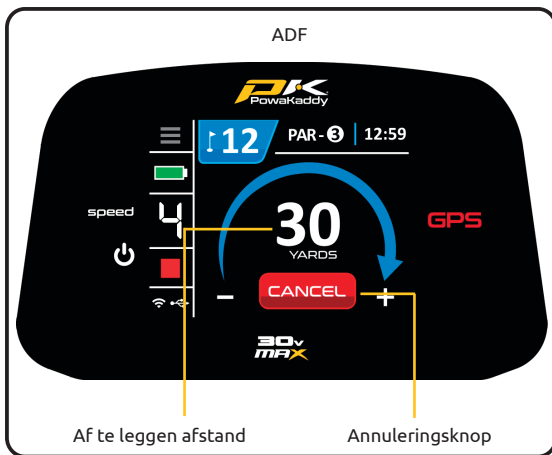 ADF
PK
PowaKaddy
12 PAR-3 12:59
speed 4
30
YARDS
GPS
- CANCEL +
30v
MAX
Af te leggen afstand
Annuleringsknop